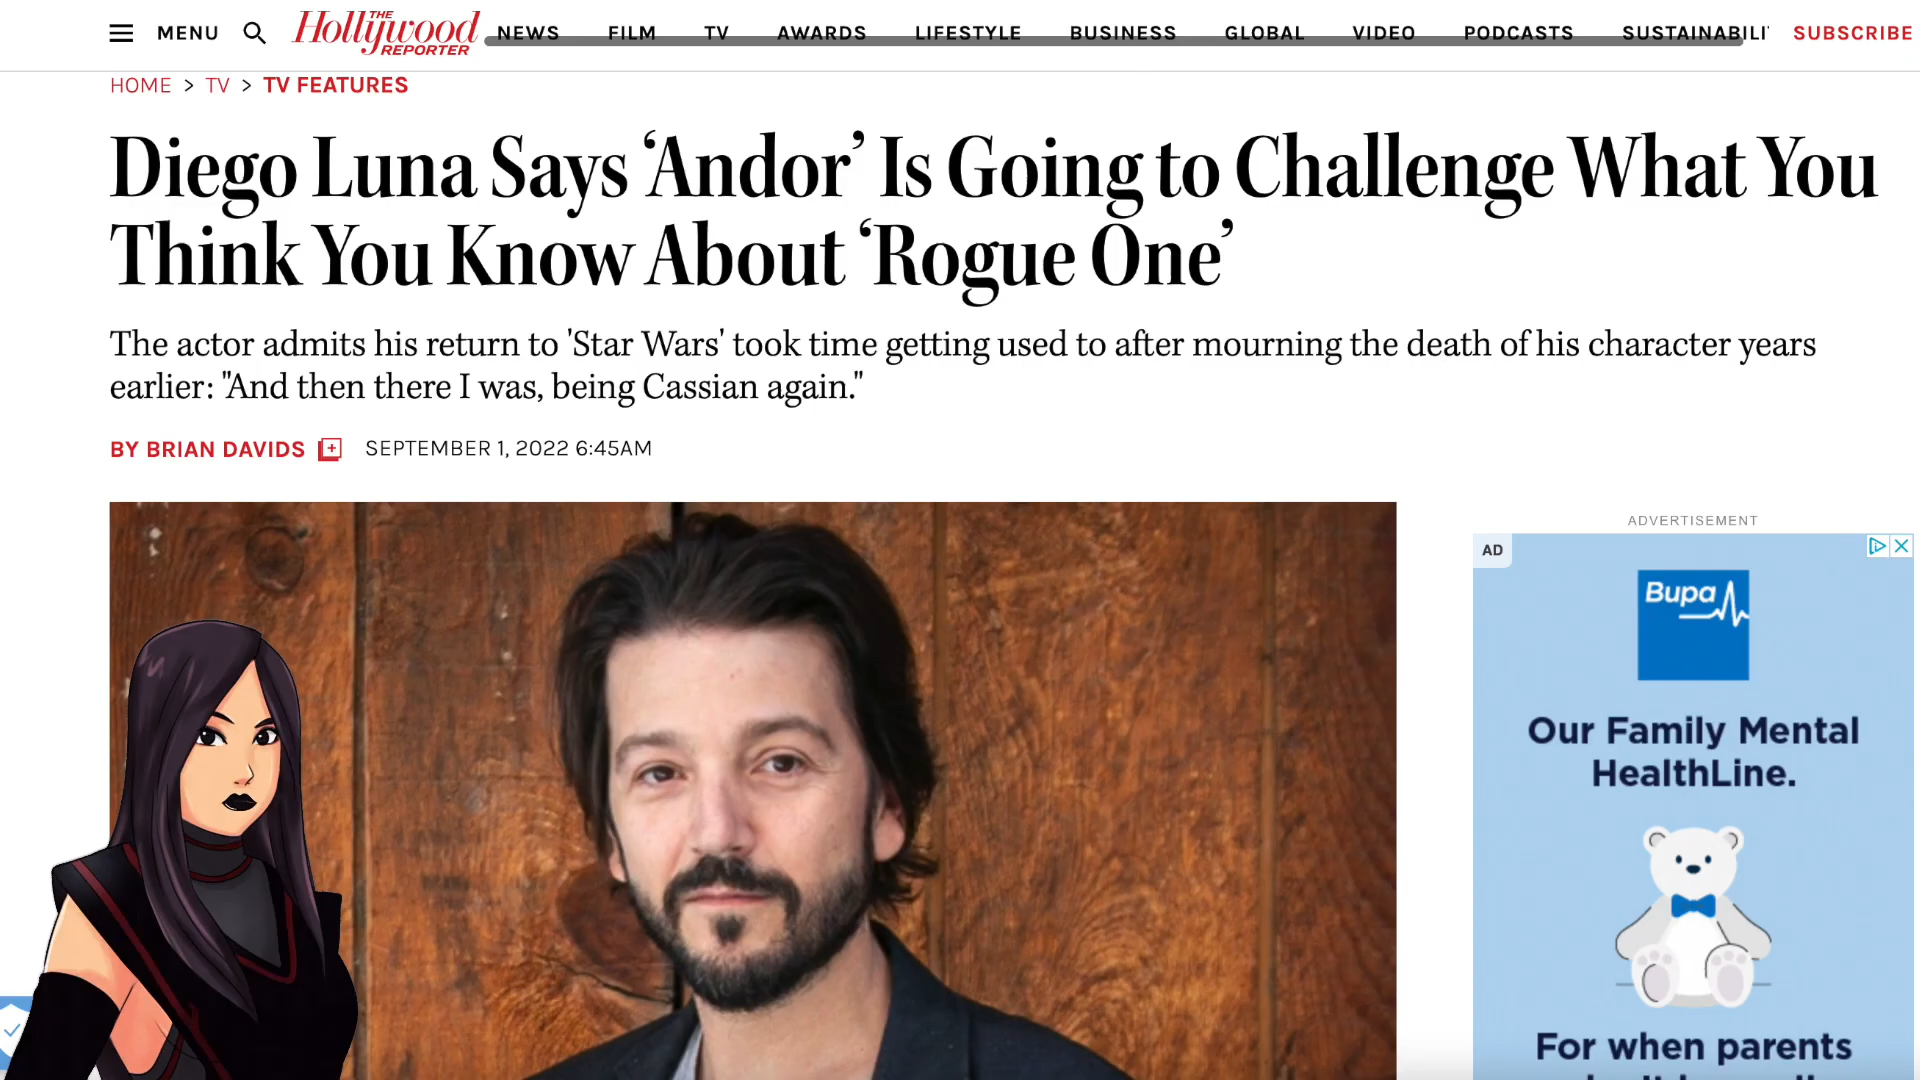 MENU
THE
Hollywood
REPORTER
NEWS FILM TV AWARDS LIFESTYLE BUSINESS GLOBAL VIDEO PODCASTS SUSTAINABILI SUBSCRIBE
HOME > TV > TV FEATURES
Diego Luna Says ‘Andor’ Is Going to Challenge What You
Think You Know About ‘Rogue One’
The actor admits his return to 'Star Wars' took time getting used to after mourning the death of his character years
earlier: "And then there I was, being Cassian again."
BY BRIAN DAVIDS SEPTEMBER 1, 2022 6:45AM
ADVERTISEMENT
AD
Bupa
Our Family Mental
HealthLine.
For when parents